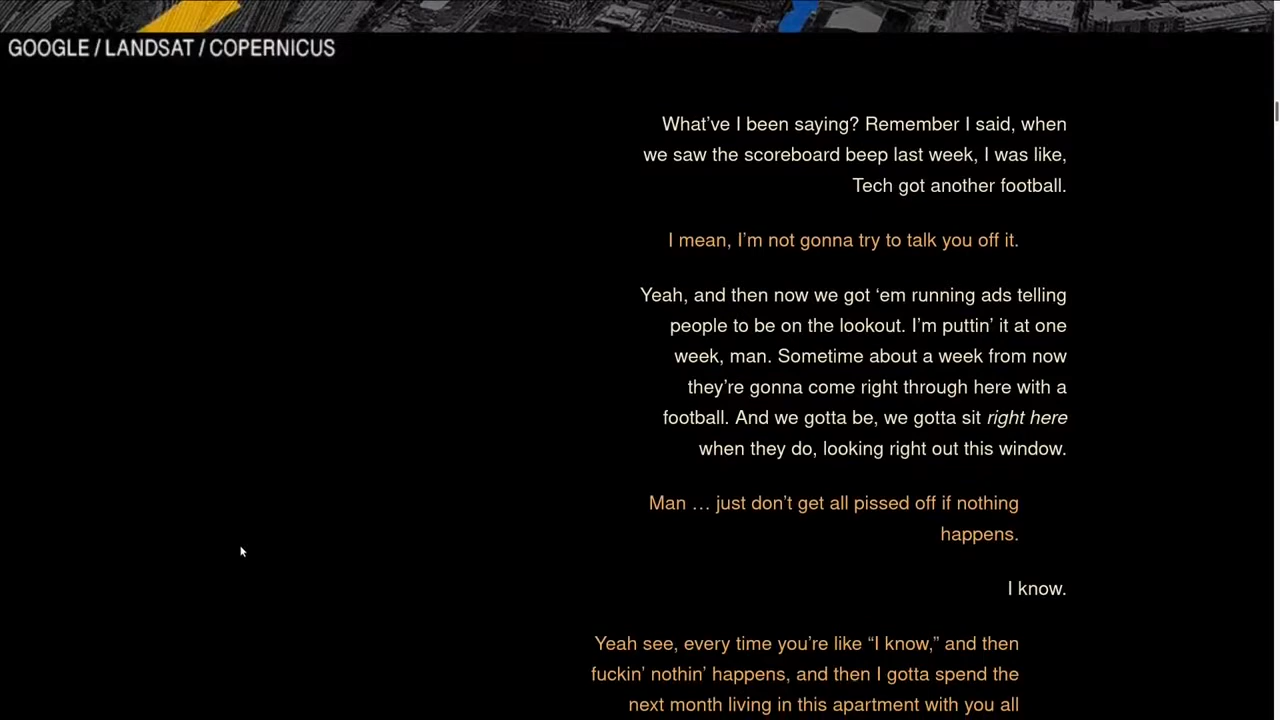 GOOGLE / LANDSAT / COPERNICUS
What’ve I been saying? Remember I said, when
we saw the scoreboard beep last week, I was like,
Tech got another football.
I mean, I’m not gonna try to talk you off it.
Yeah, and then now we got ‘em running ads telling
people to be on the lookout. I’m puttin’ it at one
week, man. Sometime about a week from now
they’re gonna come right through here with a
football. And we gotta be, we gotta sit right here
when they do, looking right out this window.
Man … just don’t get all pissed off if nothing
happens.
I know.
Yeah see, every time you’re like “I know,” and then
fuckin’ nothin’ happens, and then I gotta spend the
next month living in this apartment with you all